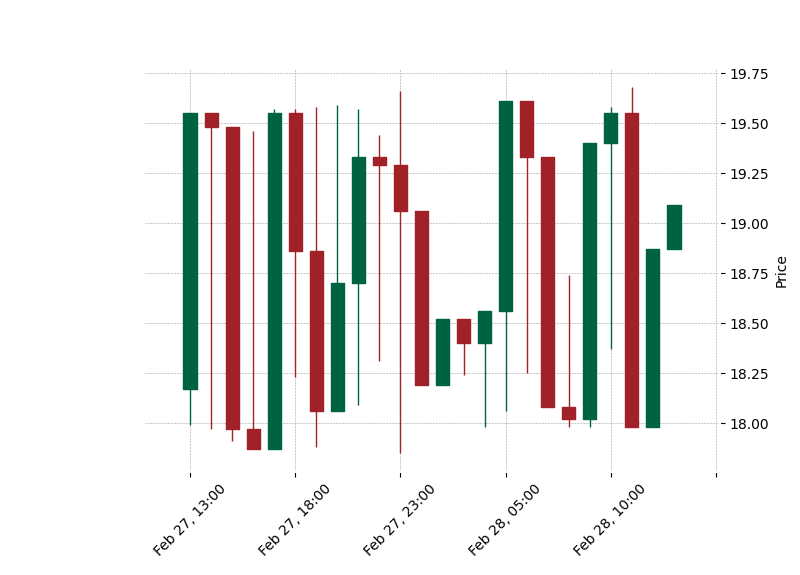 19.75
19.50
19.25
19.00
18.75
18.50
18.25
18.00
Price
Feb 27, 13:00
Feb 27, 18:00
Feb 27, 23:00
Feb 28, 05:00
Feb 28, 10:00